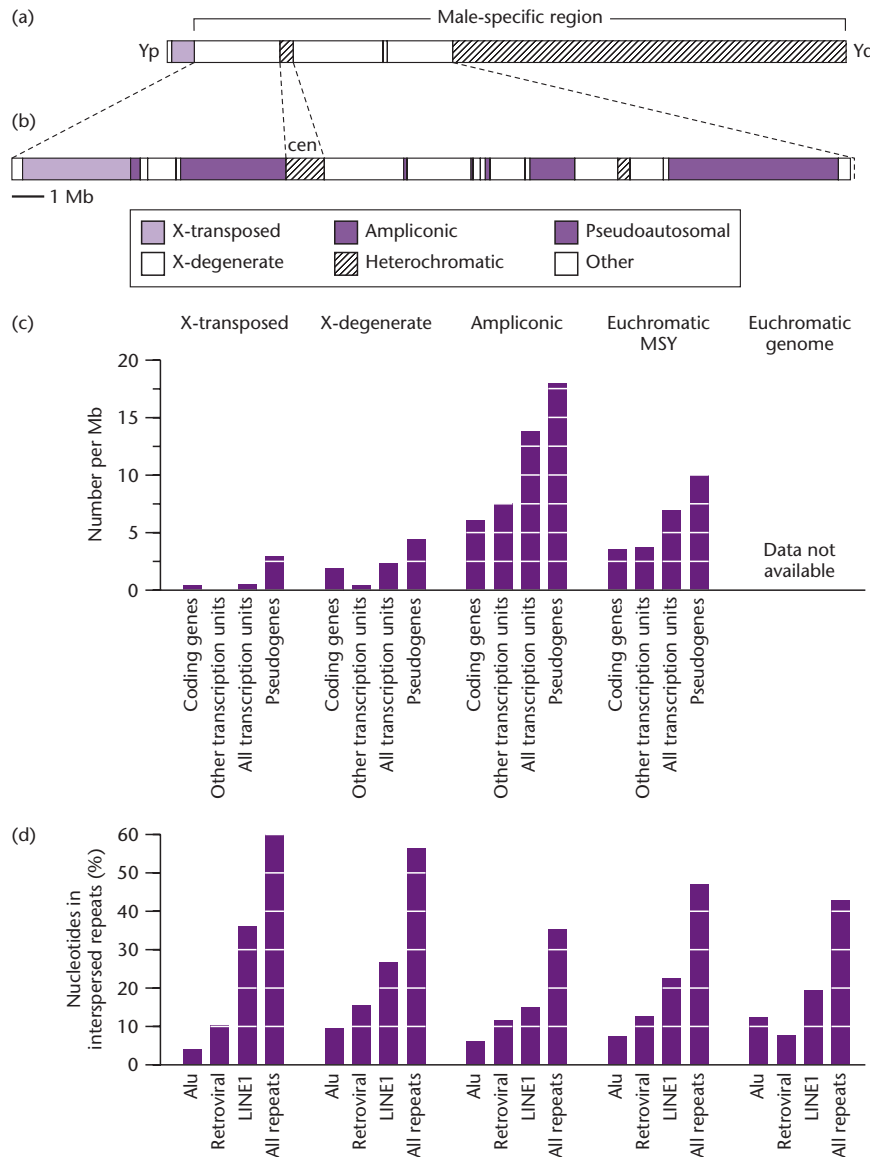 (a)
Male-specific region
Yp
Yq
(b)
cen
1 Mb
X-transposed
Ampliconic
Pseudoautosomal
X-degenerate
Heterochromatic
Other
(c)
X-transposed
X-degenerate
Ampliconic
Euchromatic
MSY
Euchromatic
genome
Number per Mb
20
15
10
5
0
Data not
available
Coding genes
Other transcription units
All transcription units
Pseudogenes
Coding genes
Other transcription units
All transcription units
Pseudogenes
Coding genes
Other transcription units
All transcription units
Pseudogenes
Coding genes
Other transcription units
All transcription units
Pseudogenes
(d)
Nucleotides in
interspersed repeats (%)
60
50
40
30
20
10
0
Alu
Retroviral
LINE1
All repeats
Alu
Retroviral
LINE1
All repeats
Alu
Retroviral
LINE1
All repeats
Alu
Retroviral
LINE1
All repeats
Alu
Retroviral
LINE1
All repeats